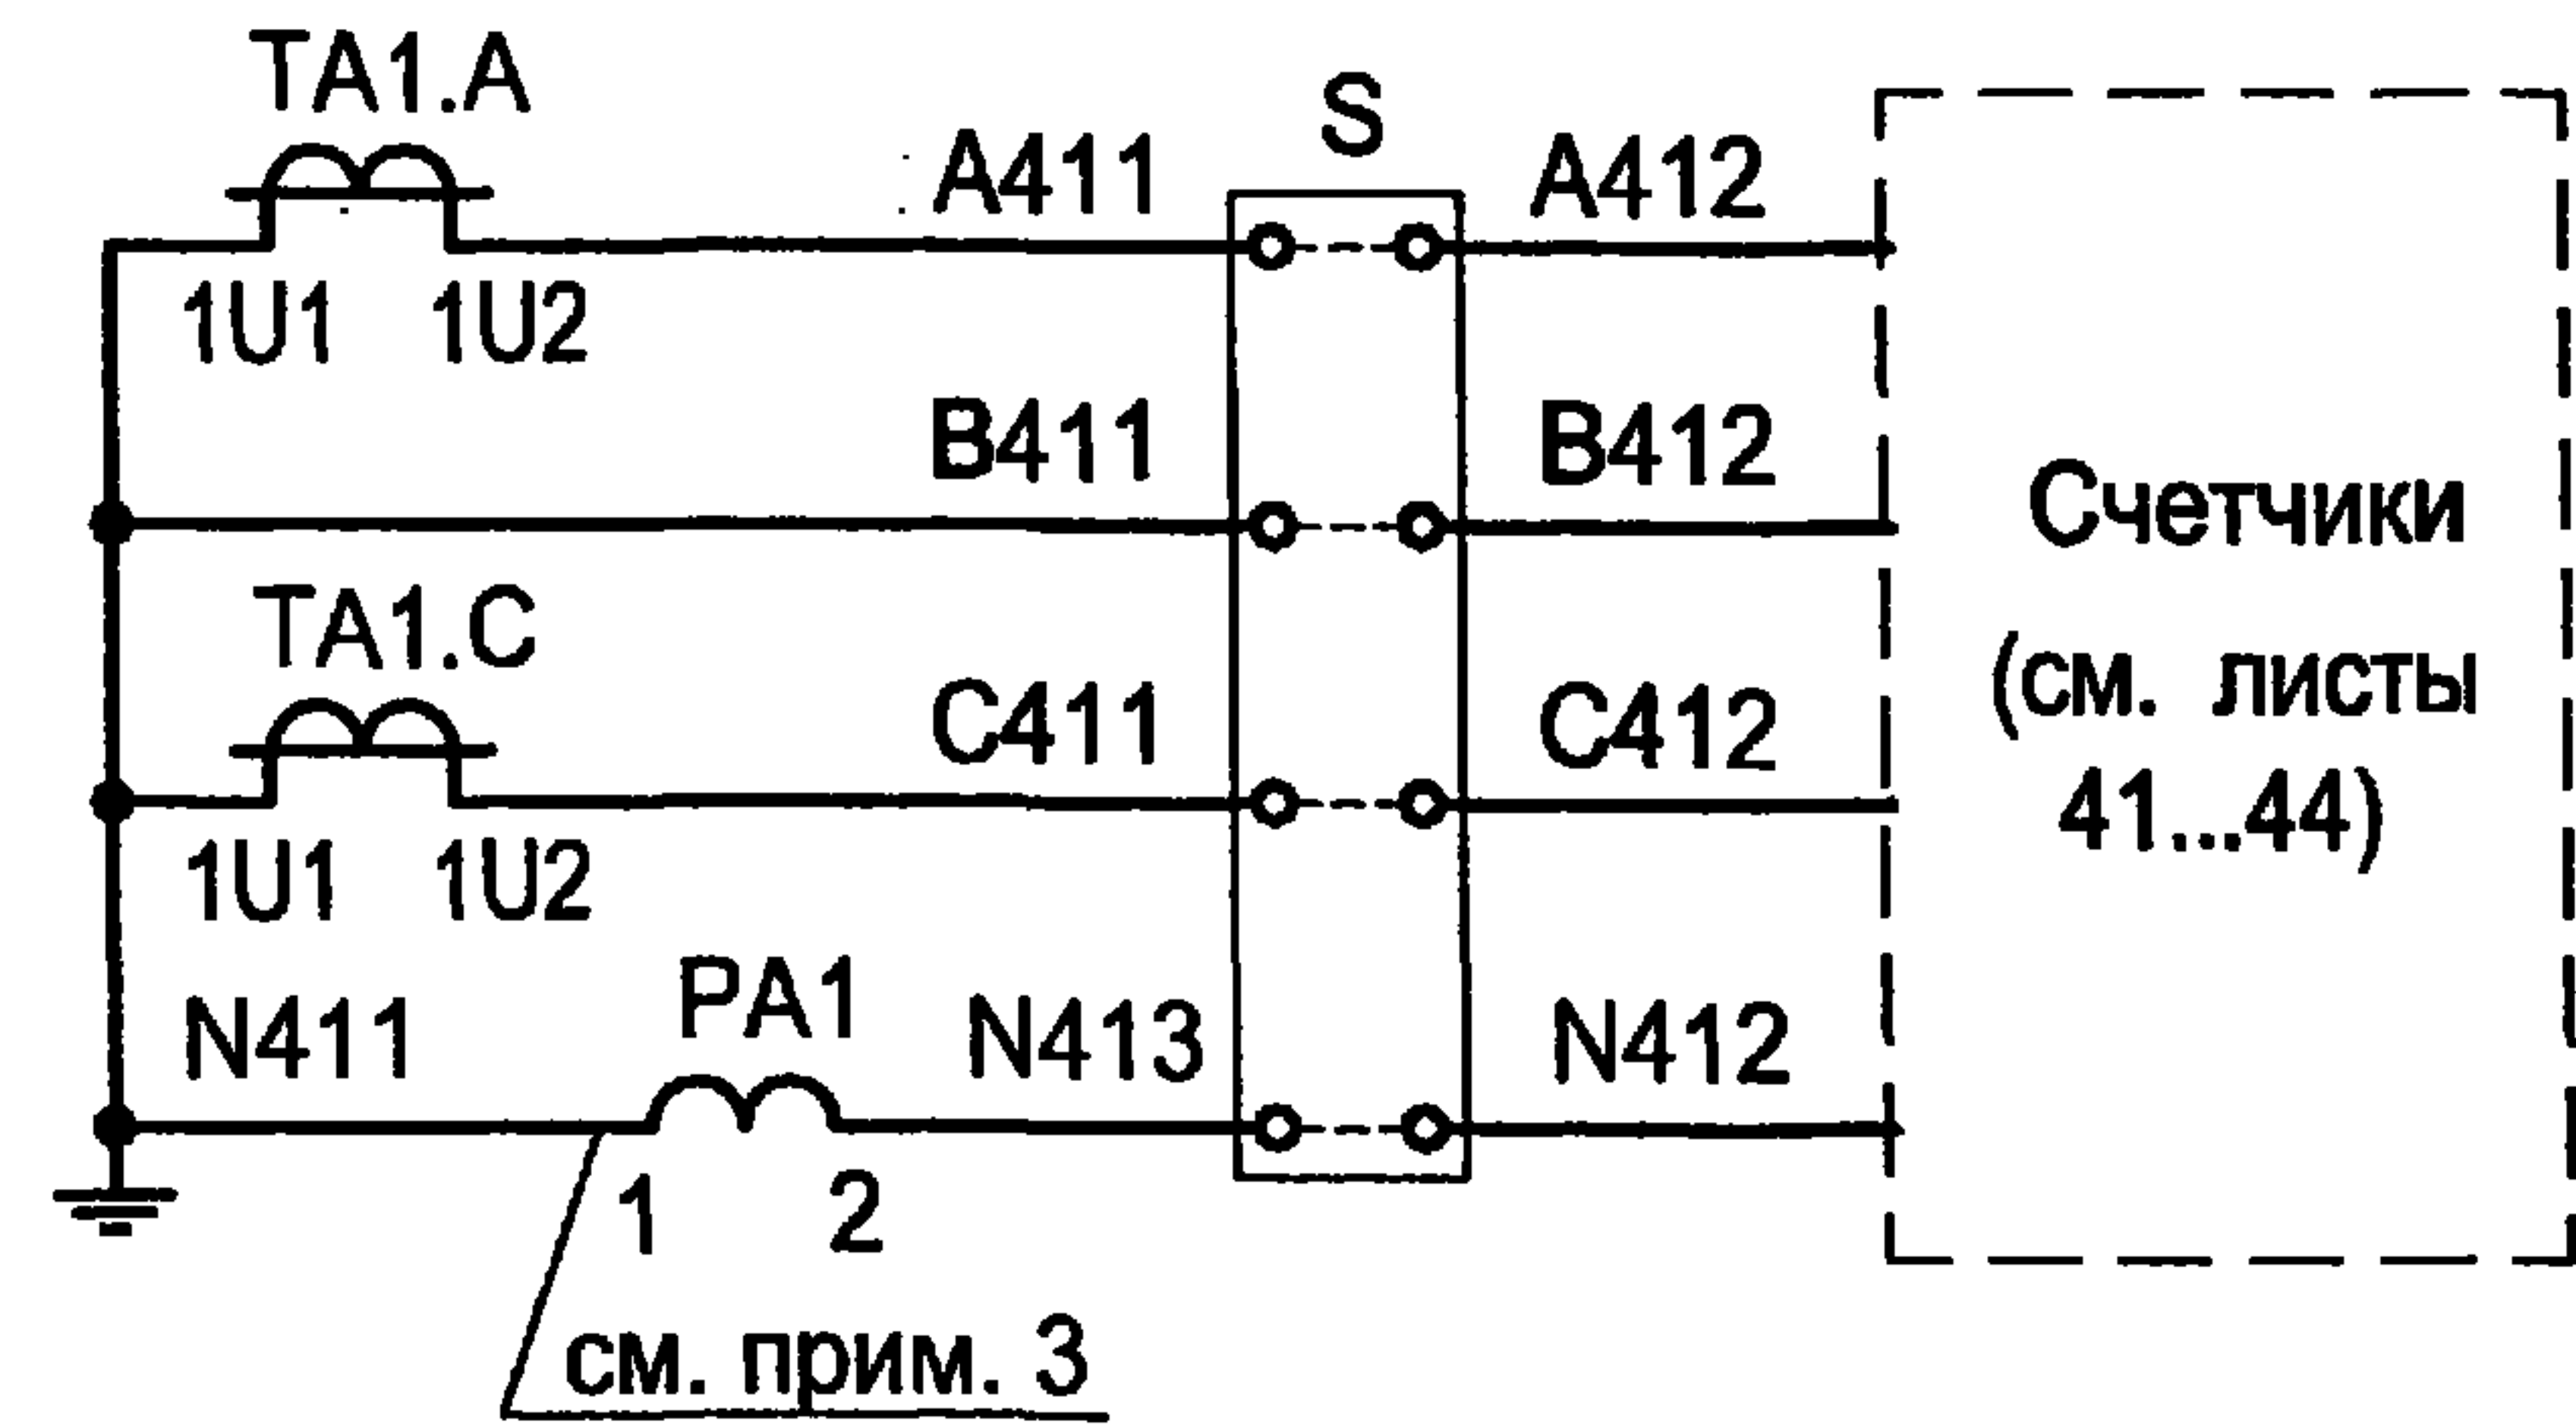 TA1.A
S
A411
A412
1U1
1U2
B411
B412
Счетчики
(см. листы
41...44)
TA1.C
C411
C412
1U1
1U2
N411
PA1
N413
N412
1
2
см. прим. 3